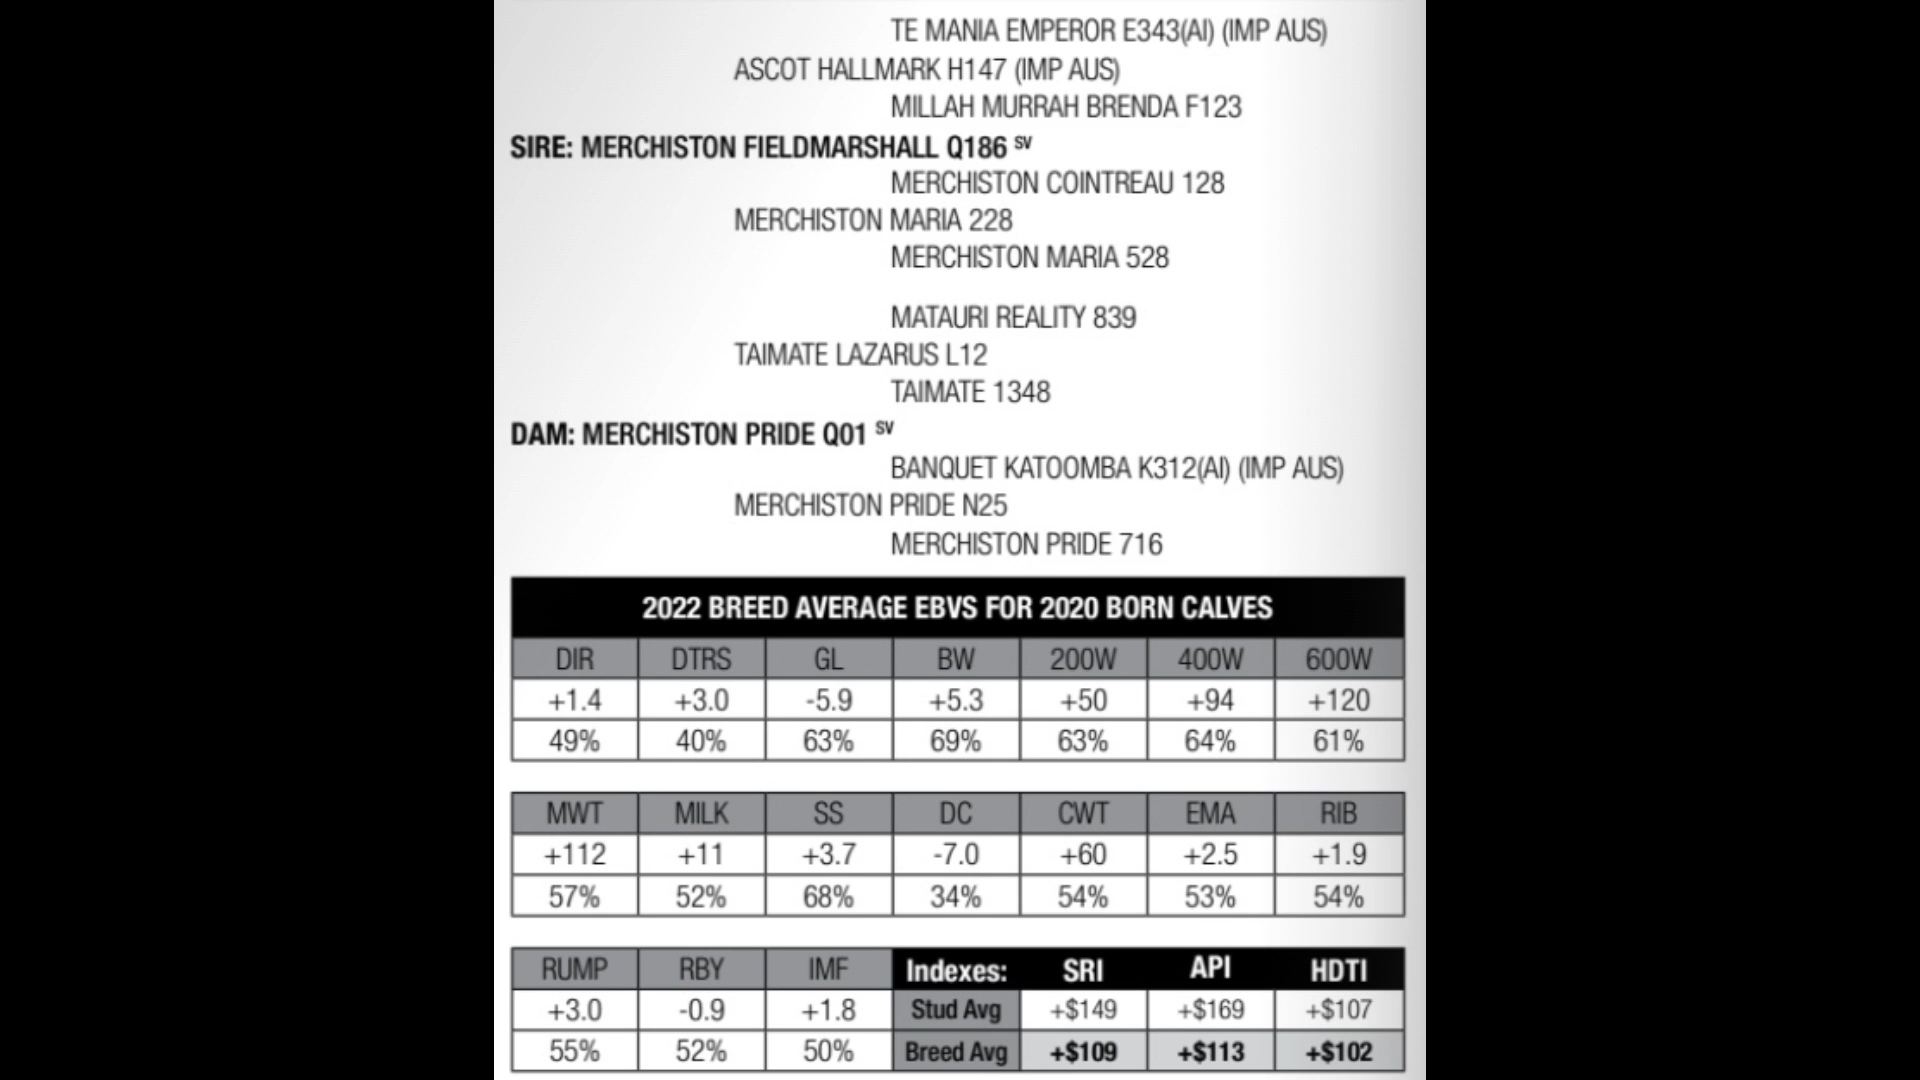 TE MANIA EMPEROR E343(AI) (IMP AUS)
ASCOT HALLMARK H147 (IMP AUS)
MILLAH MURRAH BRENDA F123
SIRE: MERCHISTON FIELDMARSHALL Q186 SV
MERCHISTON COINTREAU 128
MERCHISTON MARIA 228
MERCHISTON MARIA 528
MATAURI REALITY 839
TAIMATE LAZARUS L12
TAIMATE 1348
DAM: MERCHISTON PRIDE Q01 SV
BANQUET KATOOMBA K312(AI) (IMP AUS)
MERCHISTON PRIDE N25
MERCHISTON PRIDE 716
2022 BREED AVERAGE EBVS FOR 2020 BORN CALVES
DIR DTRS GL BW 200W 400W 600W
+1.4 +3.0 -5.9 +5.3 +50 +94 +120
49% 40% 63% 69% 63% 64% 61%
MWT MILK SS DC CWT EMA RIB
+112 +11 +3.7 -7.0 +60 +2.5 +1.9
57% 52% 68% 34% 54% 53% 54%
RUMP RBY IMF Indexes: SRI API HDTI
+3.0 -0.9 +1.8 Stud Avg +$149 +$169 +$107
55% 52% 50% Breed Avg +$109 +$113 +$102